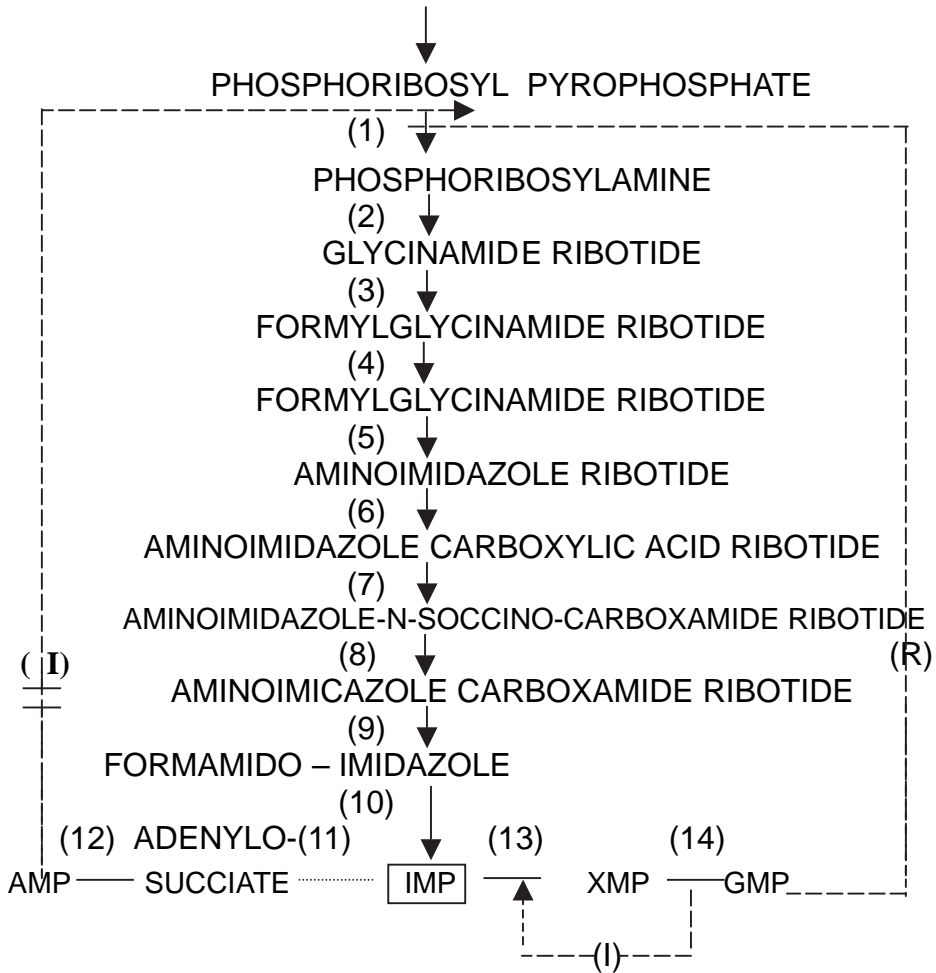 PHOSPHORIBOSYL PYROPHOSPHATE
(1)
PHOSPHORIBOSYLAMINE
(2)
GLYCINAMIDE RIBOTIDE
(3)
FORMYLGLYCINAMIDE RIBOTIDE
(4)
FORMYLGLYCINAMIDE RIBOTIDE
(5)
AMINOIMIDAZOLE RIBOTIDE
(6)
AMINOIMIDAZOLE CARBOXYLIC ACID RIBOTIDE
(7)
AMINOIMIDAZOLE-N-SOCCINO-CARBOXAMIDE RIBOTIDE
( I) (8) (R)
AMINOIMICAZOLE CARBOXAMIDE RIBOTIDE
(9)
FORMAMIDO – IMIDAZOLE
(10)
(12) ADENYLO-(11) (13) (14)
AMP SUCCIATE IMP XMP GMP
(I)